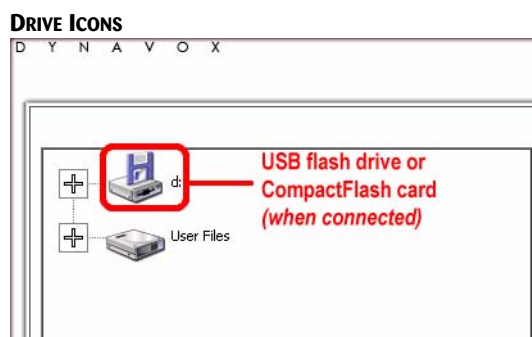 DRIVE ICONS
D Y N A V O X
d:
USB flash drive or
CompactFlash card
(when connected)
User Files